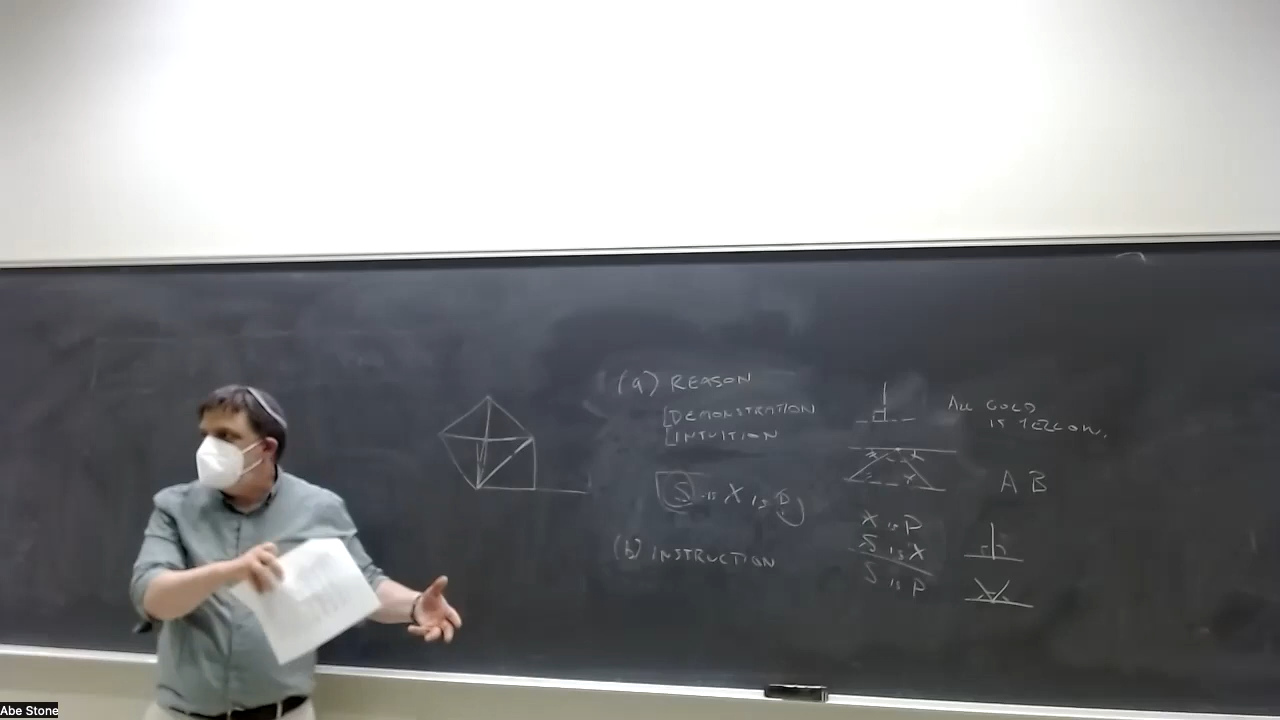 (a) REASON
DEMONSTRATION
INTUITION
S is X is P
(b) INSTRUCTION
X is P
S is X
S is P
ALL GOLD
IS YELLOW.
A B
Abe Stone